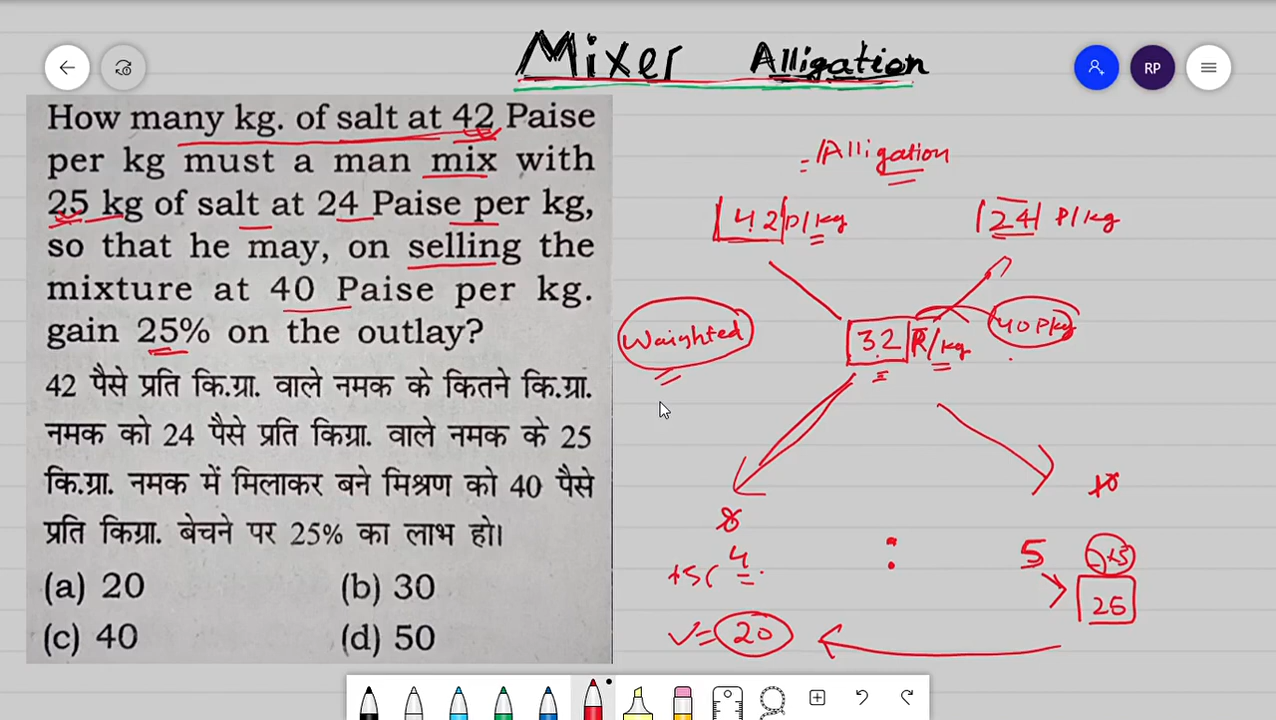 Mixer Alligation
RP
How many kg. of salt at 42 Paise
per kg must a man mix with
25 kg of salt at 24 Paise per kg,
so that he may, on selling the
mixture at 40 Paise per kg.
gain 25% on the outlay?
42 पैसे प्रति कि.ग्रा. वाले नमक के कितने कि.ग्रा.
नमक को 24 पैसे प्रति किग्रा. वाले नमक के 25
कि.ग्रा. नमक में मिलाकर बने मिश्रण को 40 पैसे
प्रति किग्रा. बेचने पर 25% का लाभ हो।
(a) 20 (b) 30
(c) 40 (d) 50
Alligation
42 P/kg 24 P/kg
Waighted 32 /kg 40 P/kg
8 10
4 : 5 ×5
25
= 20